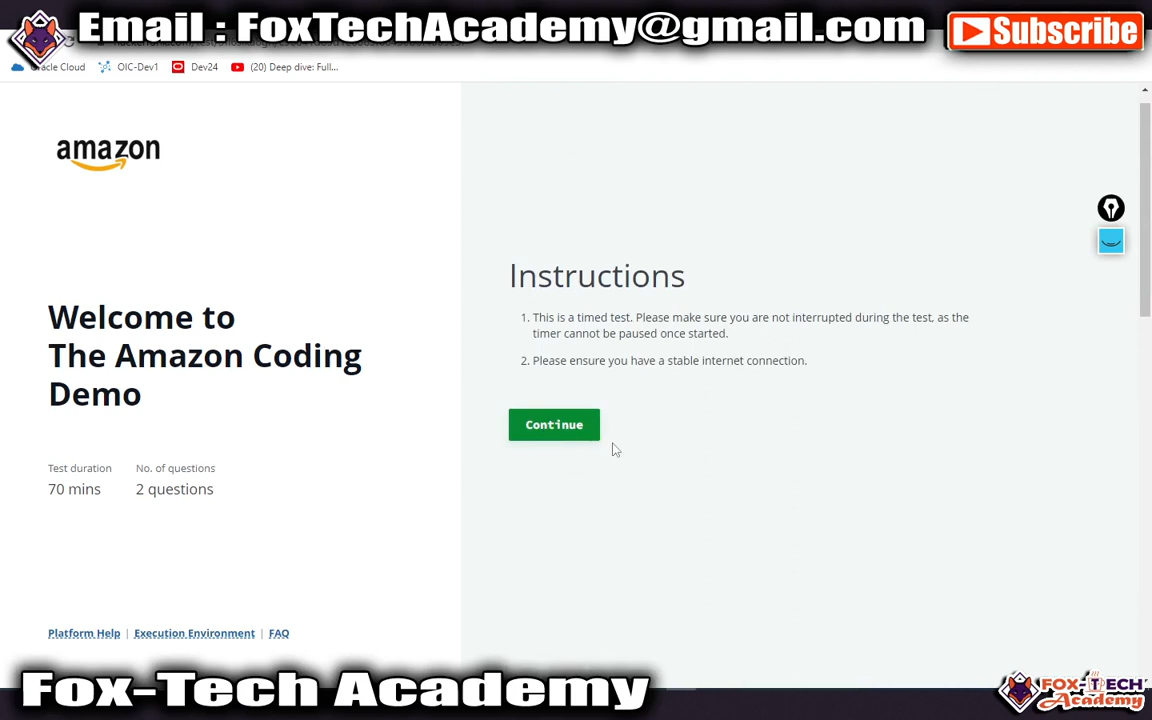 Email : FoxTechAcademy@gmail.com
Subscribe
Oracle Cloud OIC-Dev1 Dev24 (20) Deep dive: Full...
amazon
Welcome to
The Amazon Coding
Demo
Test duration No. of questions
70 mins 2 questions
Platform Help | Execution Environment | FAQ
Instructions
1. This is a timed test. Please make sure you are not interrupted during the test, as the
timer cannot be paused once started.
2. Please ensure you have a stable internet connection.
Continue
Fox-Tech Academy
FOX-TECH
Academy